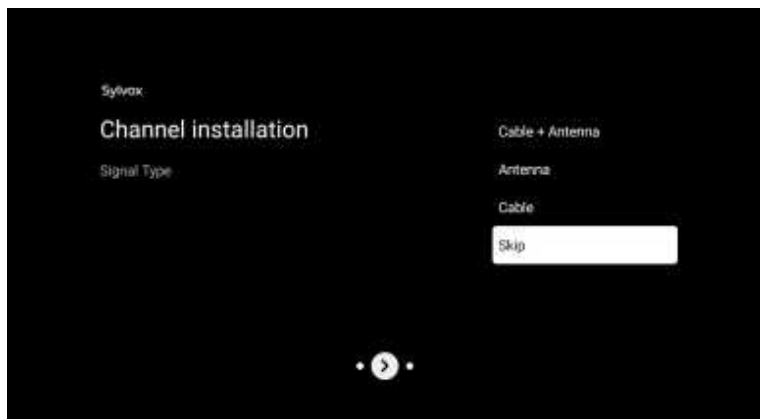 Sylvox
Channel installation
Signal Type
Cable + Antenna
Antenna
Cable
Skip